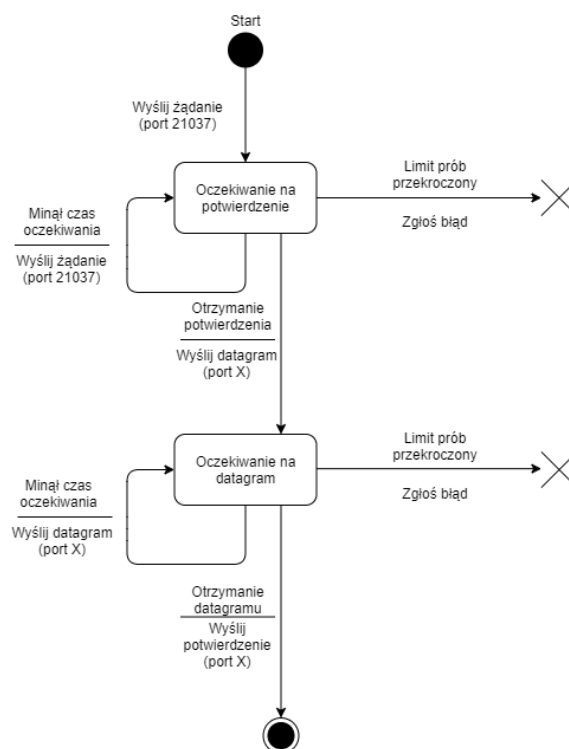 Start
Wyślij żądanie
(port 21037)
Oczekiwanie na
potwierdzenie
Limit prób
przekroczony
Zgłoś błąd
Minął czas
oczekiwania
Wyślij żądanie
(port 21037)
Otrzymanie
potwierdzenia
Wyślij datagram
(port X)
Oczekiwanie na
datagram
Limit prób
przekroczony
Zgłoś błąd
Minął czas
oczekiwania
Wyślij datagram
(port X)
Otrzymanie
datagramu
Wyślij
potwierdzenie
(port X)